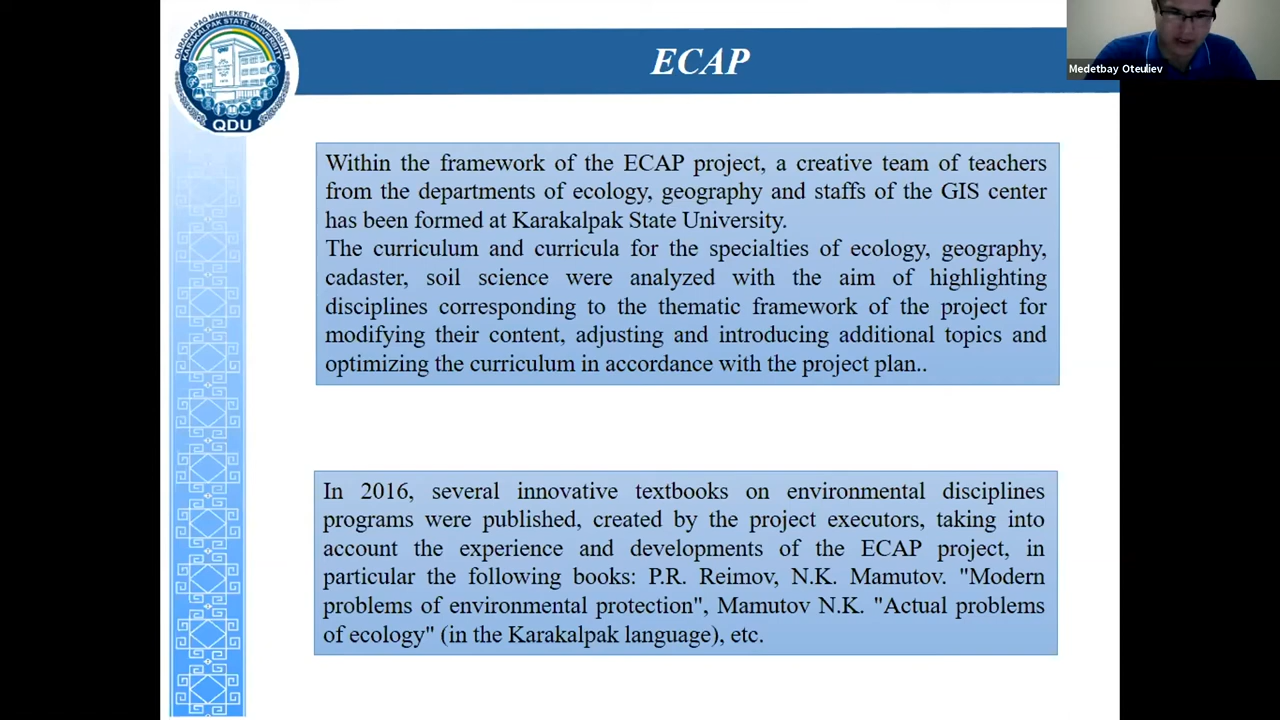 QARAQALPAQ MÁMLEKETLIK UNIVERSITETI
KARAKALPAK STATE UNIVERSITY
QDU
ECAP
Medetbay Oteuliev
Within the framework of the ECAP project, a creative team of teachers
from the departments of ecology, geography and staffs of the GIS center
has been formed at Karakalpak State University.
The curriculum and curricula for the specialties of ecology, geography,
cadaster, soil science were analyzed with the aim of highlighting
disciplines corresponding to the thematic framework of the project for
modifying their content, adjusting and introducing additional topics and
optimizing the curriculum in accordance with the project plan..
In 2016, several innovative textbooks on environmental disciplines
programs were published, created by the project executors, taking into
account the experience and developments of the ECAP project, in
particular the following books: P.R. Reimov, N.K. Mamutov. "Modern
problems of environmental protection", Mamutov N.K. "Actual problems
of ecology" (in the Karakalpak language), etc.